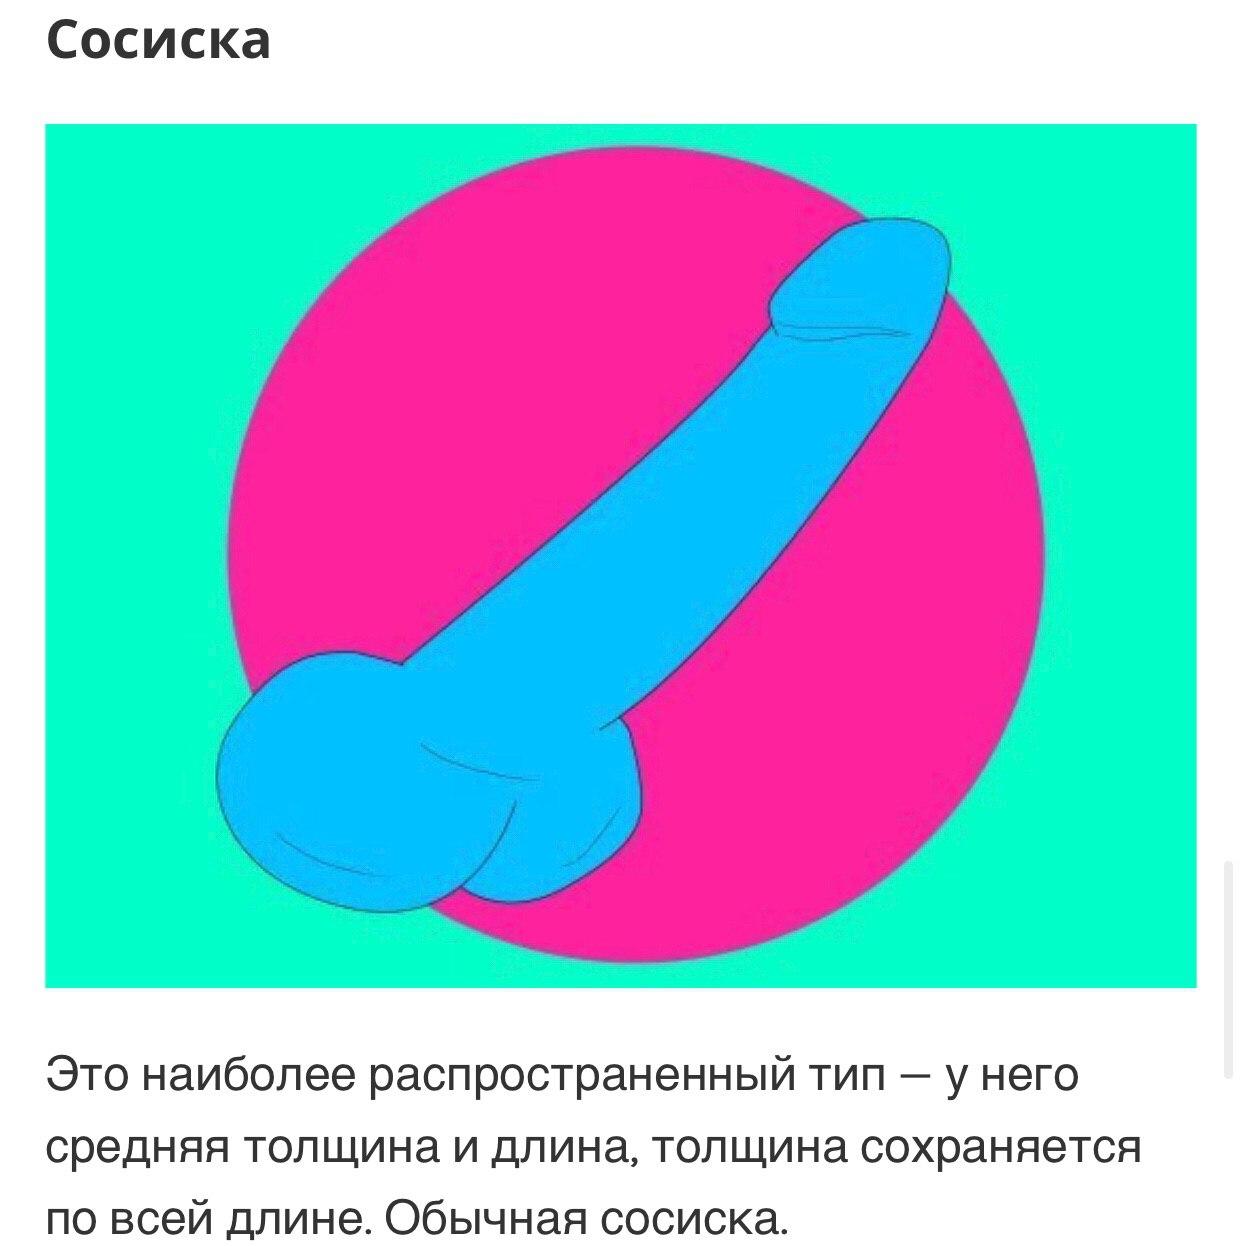 Сосиска
Это наиболее распространенный тип — у него
средняя толщина и длина, толщина сохраняется
по всей длине. Обычная сосиска.